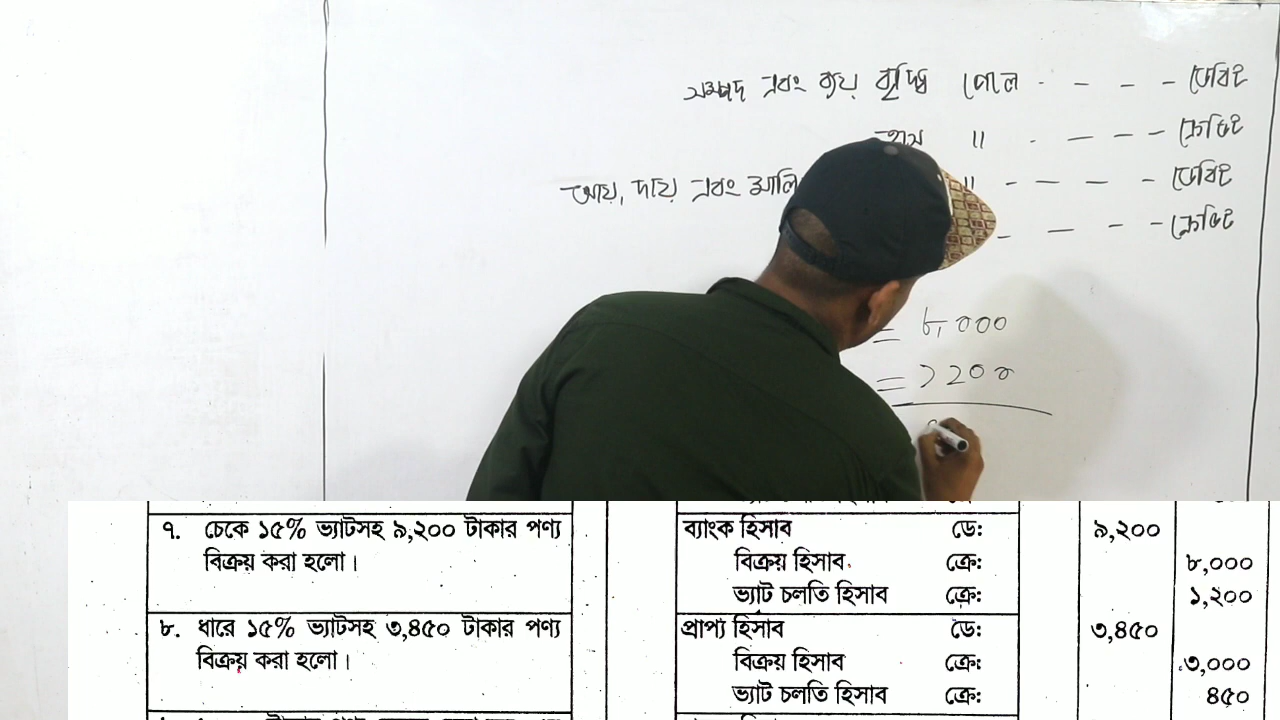 সম্পদ এবং ব্যয় বৃদ্ধি পেলে - - - - ডেবিট
হ্রাস " - - - - ক্রেডিট
আয়, দায় এবং মালি " - - - - ডেবিট
- - - - ক্রেডিট
= ৮,০০০
= ১২০০
৭. চেকে ১৫% ভ্যাটসহ ৯,২০০ টাকার পণ্য
বিক্রয় করা হলো।
ব্যাংক হিসাব ডে: ৯,২০০
বিক্রয় হিসাব ক্রে: ৮,০০০
ভ্যাট চলতি হিসাব ক্রে: ১,২০০
৮. ধারে ১৫% ভ্যাটসহ ৩,৪৫০ টাকার পণ্য
বিক্রয় করা হলো।
প্রাপ্য হিসাব ডে: ৩,৪৫০
বিক্রয় হিসাব ক্রে: ৩,০০০
ভ্যাট চলতি হিসাব ক্রে: ৪৫০